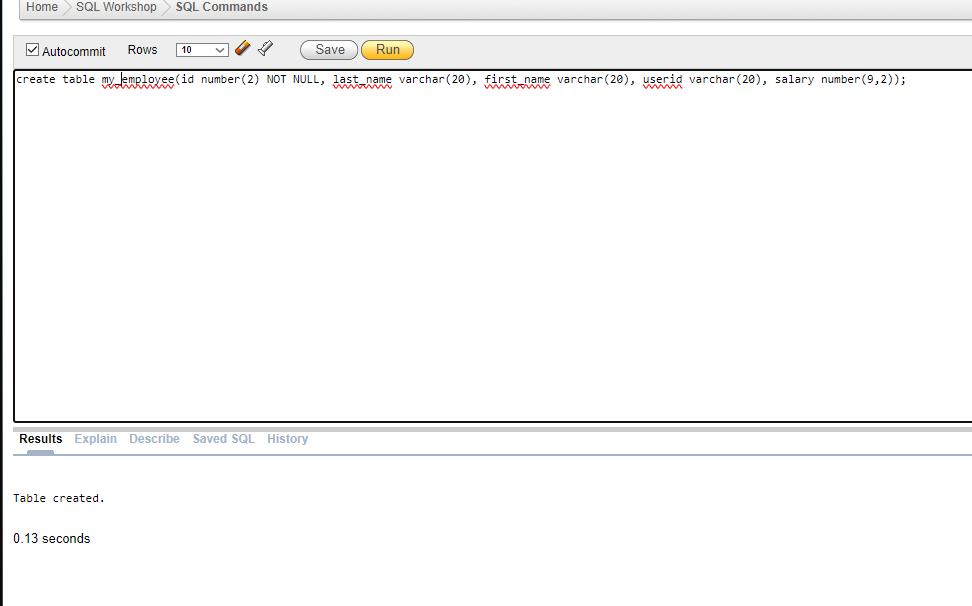 Home SQL Workshop SQL Commands
Autocommit Rows 10 Save Run
create table my_employee(id number(2) NOT NULL, last_name varchar(20), first_name varchar(20), userid varchar(20), salary number(9,2));
Results Explain Describe Saved SQL History
Table created.
0.13 seconds